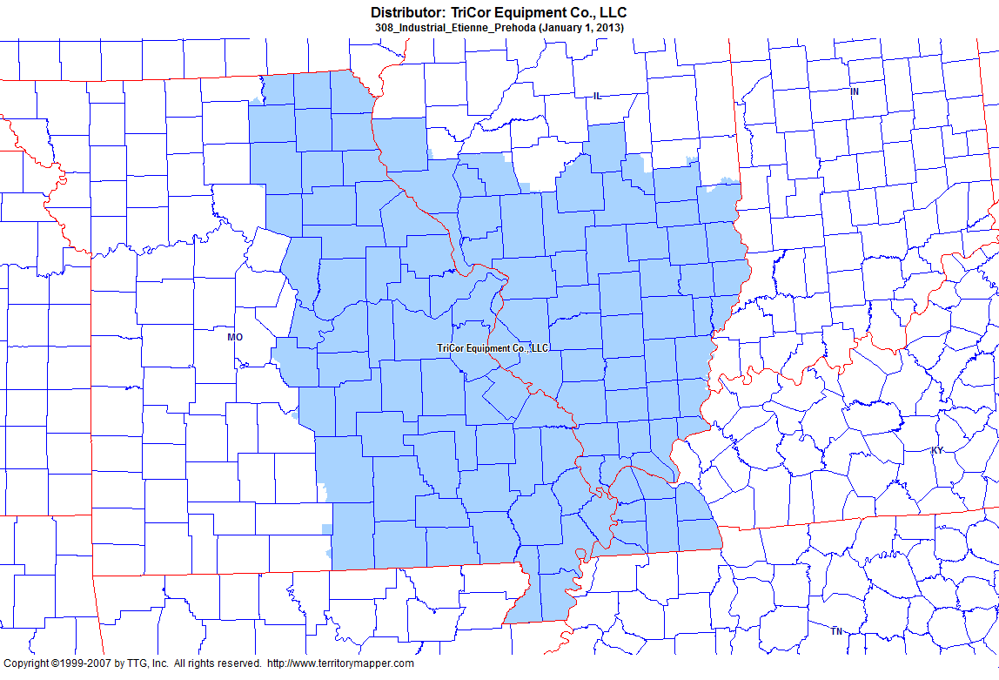 Distributor: TriCor Equipment Co., LLC
308_Industrial_Etienne_Prehoda (January 1, 2013)
IL
IN
MO
TriCor Equipment Co., LLC
KY
TN
Copyright ©1999-2007 by TTG, Inc. All rights reserved. http://www.territorymapper.com